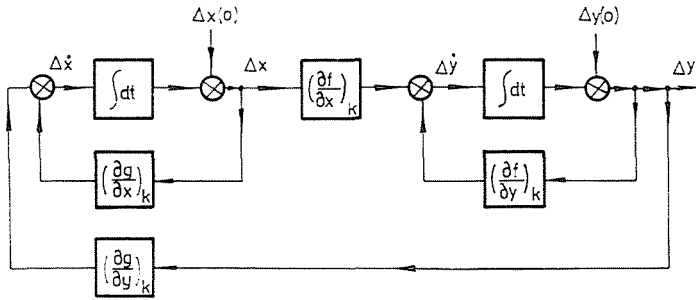 Δx(0)
Δy(0)
Δẋ
∫dt
Δx
(∂f/∂x)k
Δẏ
∫dt
Δy
(∂g/∂x)k
(∂f/∂y)k
(∂g/∂y)k